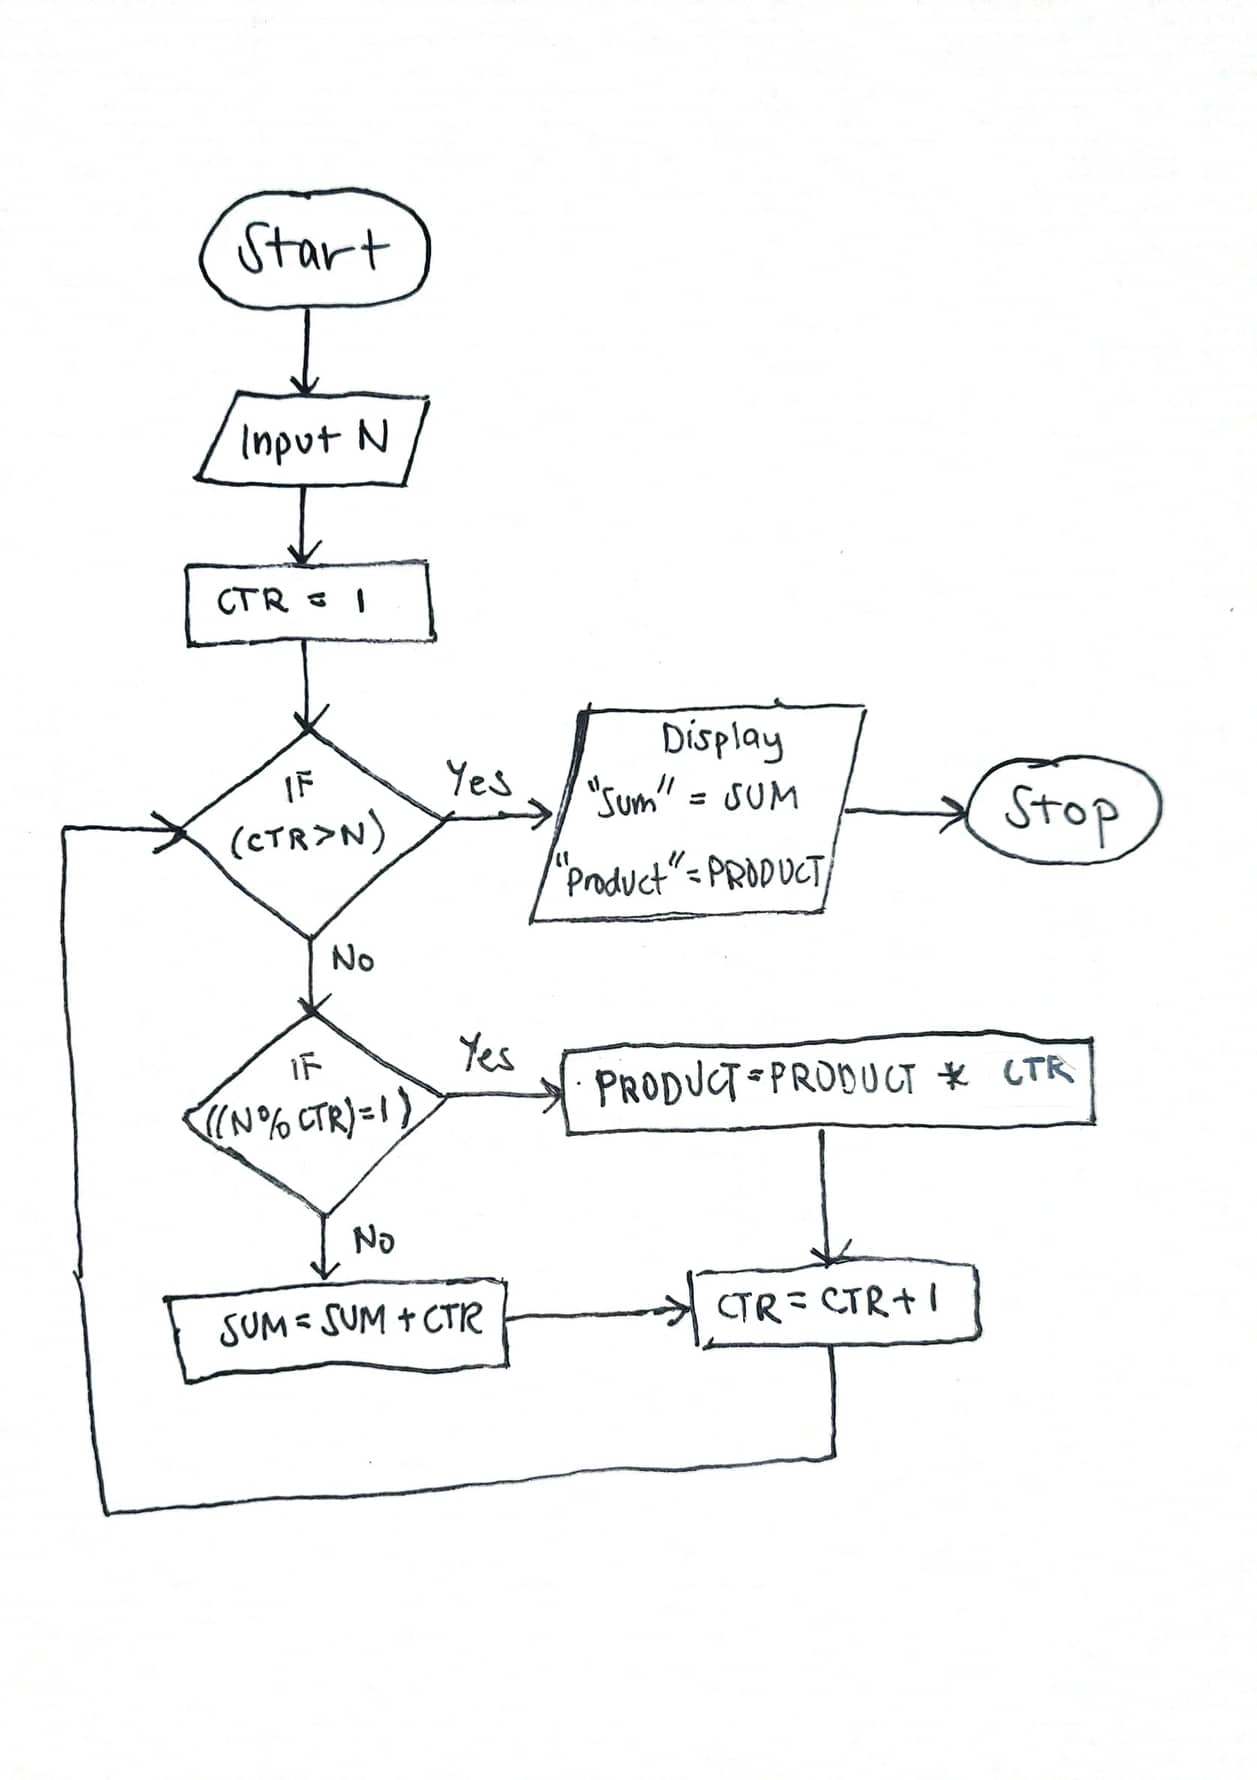 Start
Input N
CTR = 1
IF
(CTR>N)
Yes
Display
"Sum" = SUM
"Product" = PRODUCT
Stop
No
IF
((N% CTR)=1)
Yes
PRODUCT=PRODUCT * CTR
No
SUM = SUM + CTR
CTR = CTR + 1